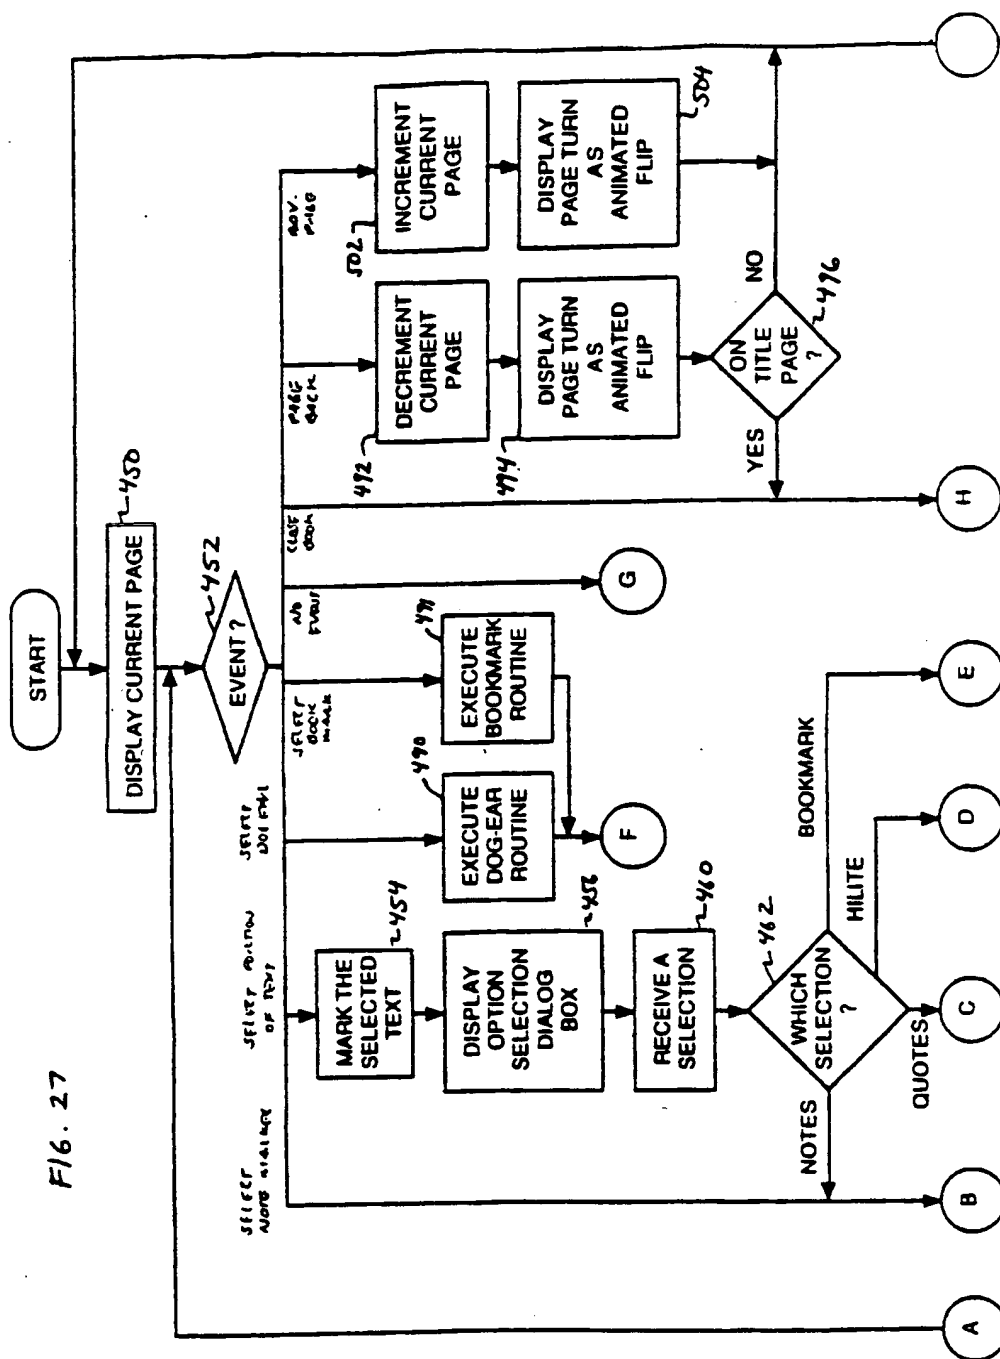 FIG. 27
START
DISPLAY CURRENT PAGE
450
EVENT?
452
SELECT
NOTE
SELECT PORTION
OF TEXT
SELECT
SELECT
BOOK
MARK
NO
EVENT
CLOSE
BOOK
PAGE
BACK
ADV.
PAGE
MARK THE
SELECTED
TEXT
454
DISPLAY
OPTION
SELECTION
DIALOG
BOX
456
RECEIVE A
SELECTION
460
WHICH
SELECTION
?
462
NOTES
QUOTES
HILITE
BOOKMARK
EXECUTE
DOG-EAR
ROUTINE
490
EXECUTE
BOOKMARK
ROUTINE
491
DECREMENT
CURRENT
PAGE
492
DISPLAY
PAGE TURN
AS
ANIMATED
FLIP
494
ON
TITLE
PAGE
?
496
YES
NO
INCREMENT
CURRENT
PAGE
502
DISPLAY
PAGE TURN
AS
ANIMATED
FLIP
504
A
B
C
D
E
F
G
H